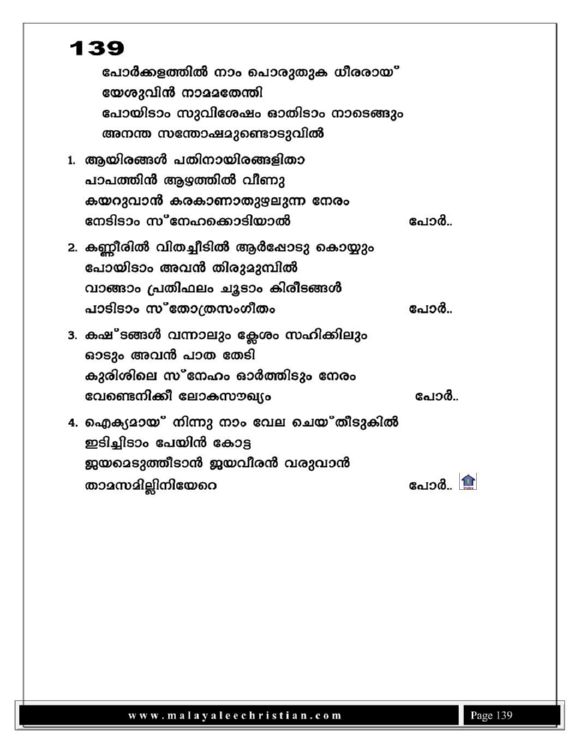 139
പോർക്കളത്തിൽ നാം പൊരുതുക ധീരരായ്
യേശുവിൻ നാമമതേന്തി
പോയിടാം സുവിശേഷം ഓതിടാം നാടെങ്ങും
അനന്ത സന്തോഷമുണ്ടൊടുവിൽ
1. ആയിരങ്ങൾ പതിനായിരങ്ങളിതാ
പാപത്തിൻ ആഴത്തിൽ വീണു
കയറുവാൻ കരകാണാതുഴലുന്ന നേരം
നേടിടാം സ്നേഹക്കൊടിയാൽ പോർ..
2. കണ്ണീരിൽ വിതച്ചീടിൽ ആർപ്പോടു കൊയ്യും
പോയിടാം അവൻ തിരുമുമ്പിൽ
വാങ്ങാം പ്രതിഫലം ചൂടാം കിരീടങ്ങൾ
പാടിടാം സ്തോത്രസംഗീതം പോർ..
3. കഷ്ടങ്ങൾ വന്നാലും ക്ലേശം സഹിക്കിലും
ഓടും അവൻ പാത തേടി
കുരിശിലെ സ്നേഹം ഓർത്തിടും നേരം
വേണ്ടെനിക്കീ ലോകസൗഖ്യം പോർ..
4. ഐക്യമായ് നിന്നു നാം വേല ചെയ്തീടുകിൽ
ഇടിച്ചിടാം പേയിൻ കോട്ട
ജയമെടുത്തീടാൻ ജയവീരൻ വരുവാൻ
താമസമില്ലിനിയേറെ പോർ..
www.malayaleechristian.com Page 139